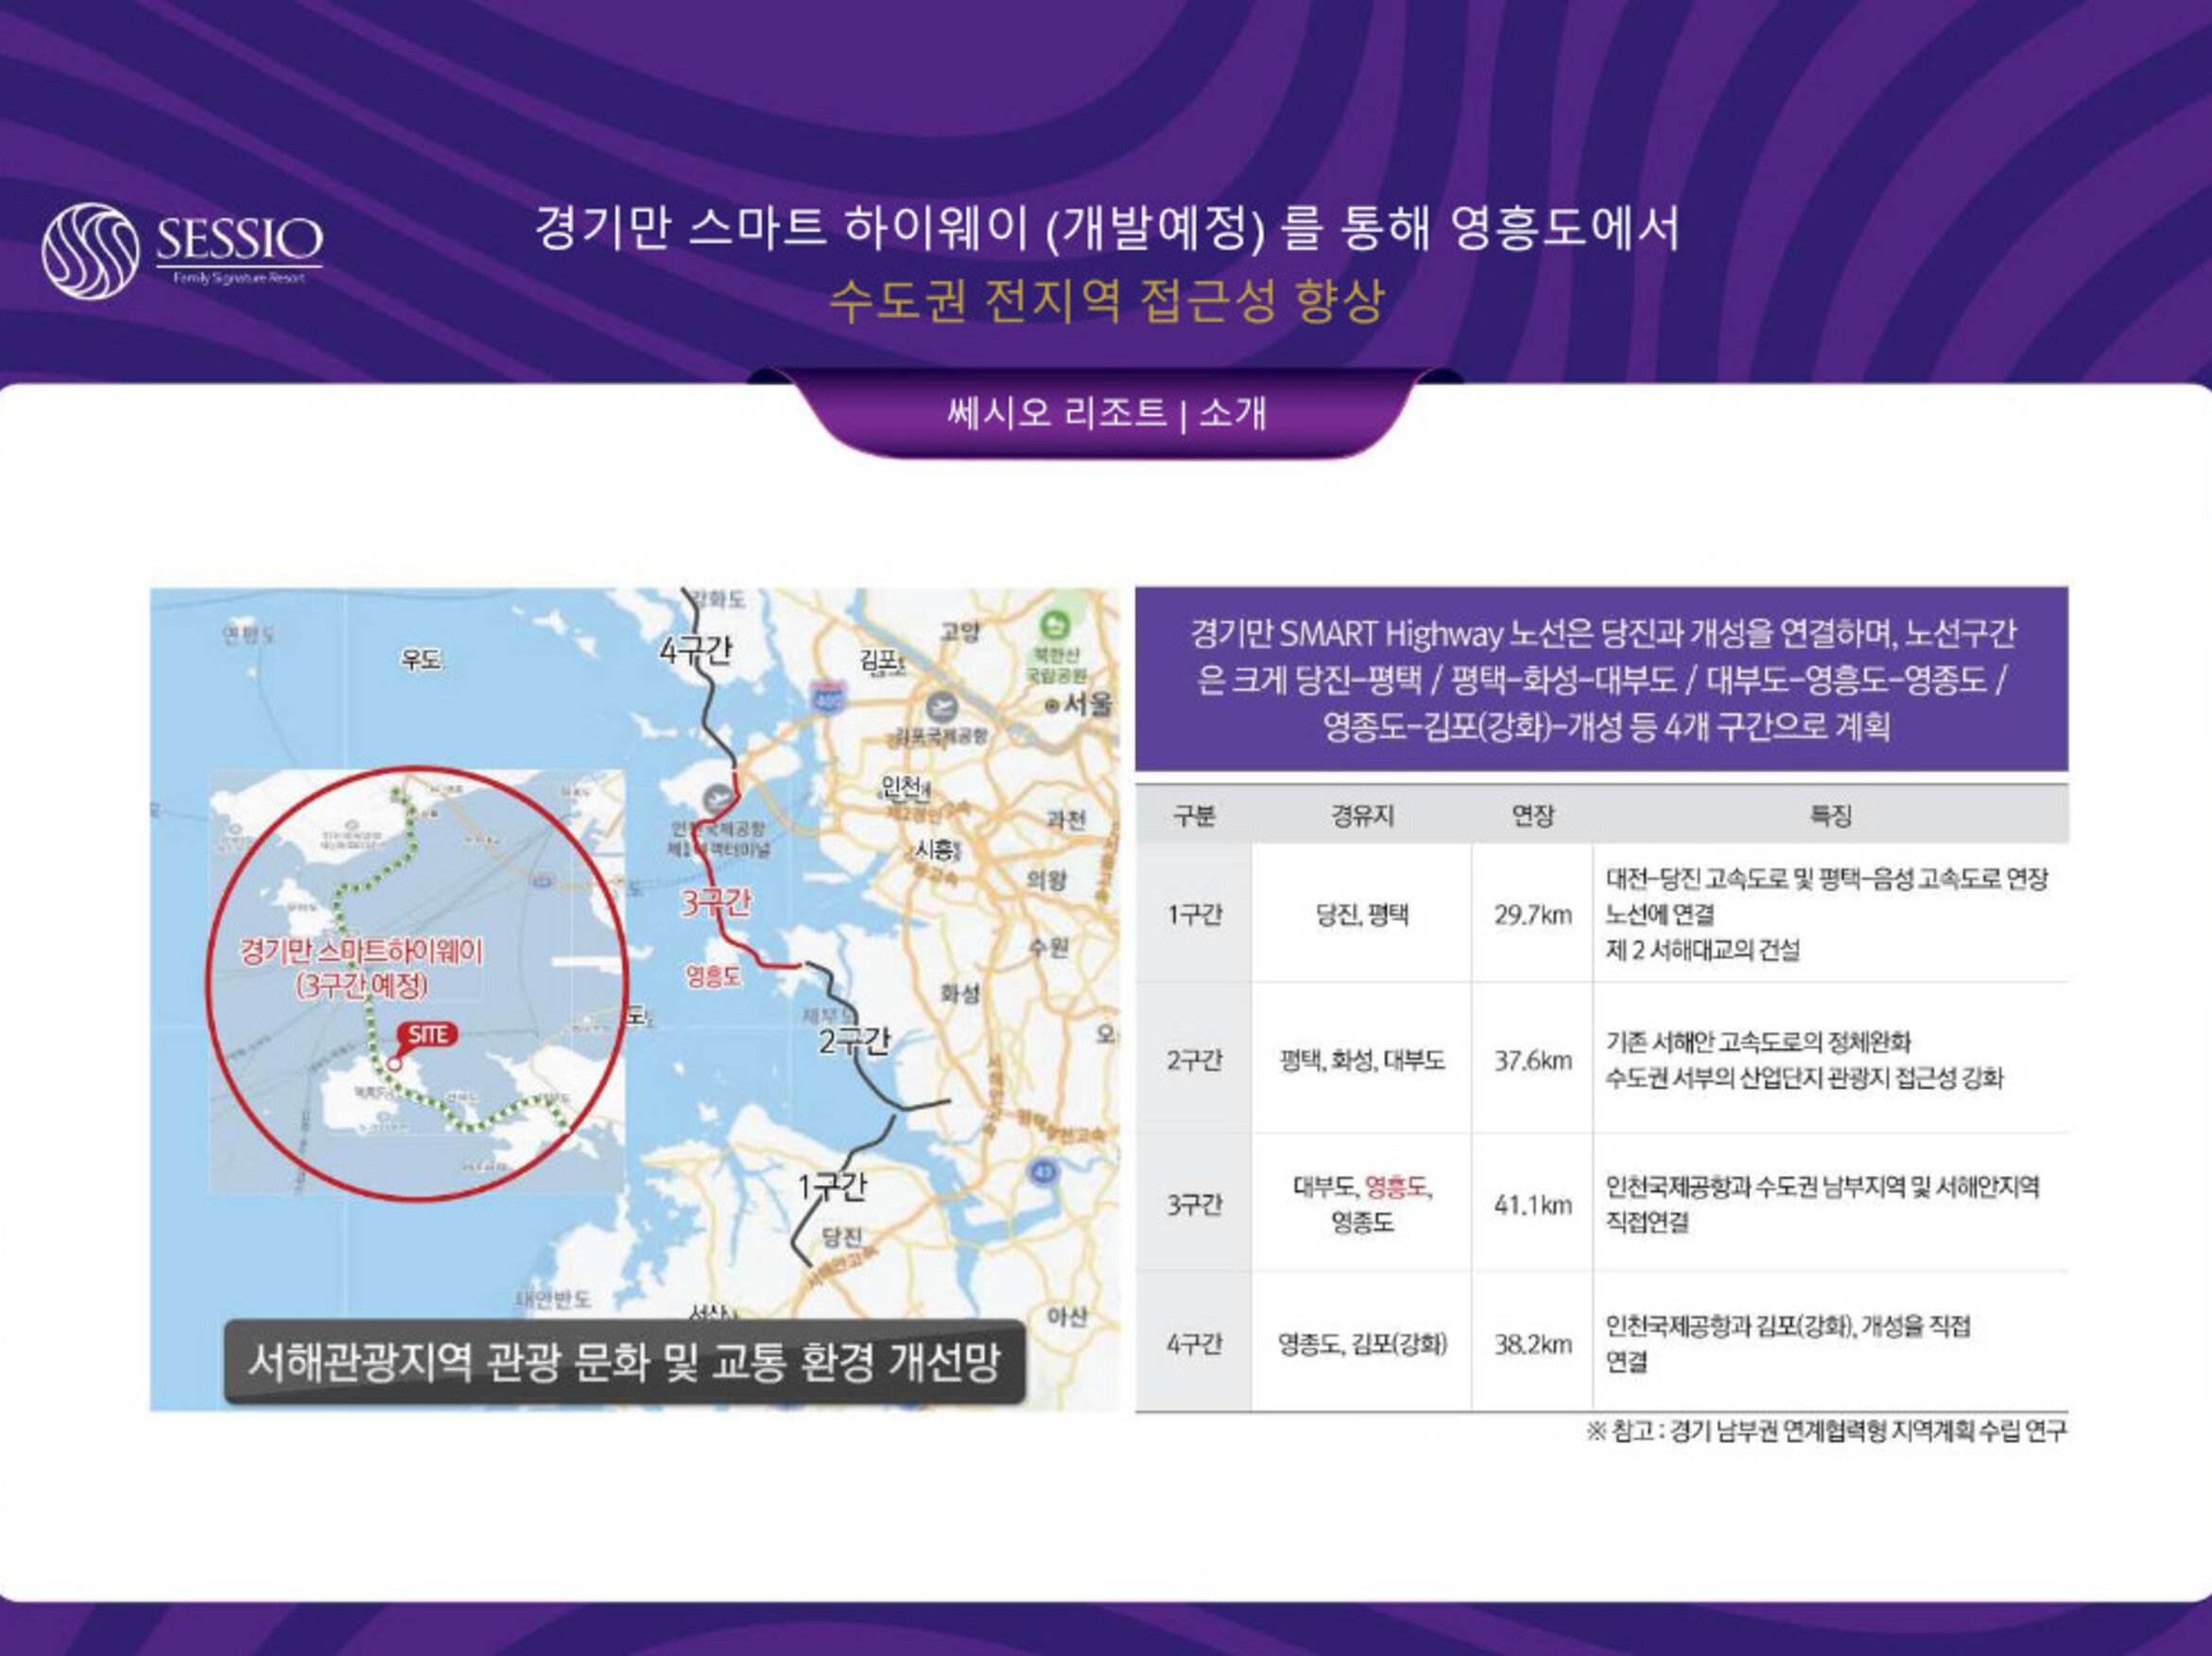 SESSIO
Family Signature Resort
경기만 스마트 하이웨이 (개발예정) 를 통해 영흥도에서
수도권 전지역 접근성 향상
쎄시오 리조트 | 소개
강화도
연평도
우도
4구간
김포
고양
북한산
국립공원
서울
김포국제공항
인천
과천
인천국제공항
시흥
의왕
3구간
수원
영흥도
화성
2구간
1구간
당진
태안반도
아산
43
경기만 스마트하이웨이
(3구간 예정)
SITE
서해관광지역 관광 문화 및 교통 환경 개선망
경기만 SMART Highway 노선은 당진과 개성을 연결하며, 노선구간
은 크게 당진-평택 / 평택-화성-대부도 / 대부도-영흥도-영종도 /
영종도-김포(강화)-개성 등 4개 구간으로 계획
구분 경유지 연장 특징
1구간 당진, 평택 29.7km 대전-당진 고속도로 및 평택-음성 고속도로 연장
노선에 연결
제 2 서해대교의 건설
2구간 평택, 화성, 대부도 37.6km 기존 서해안 고속도로의 정체완화
수도권 서부의 산업단지 관광지 접근성 강화
3구간 대부도, 영흥도,
영종도 41.1km 인천국제공항과 수도권 남부지역 및 서해안지역
직접연결
4구간 영종도, 김포(강화) 38.2km 인천국제공항과 김포(강화), 개성을 직접
연결
※ 참고 : 경기 남부권 연계협력형 지역계획 수립 연구